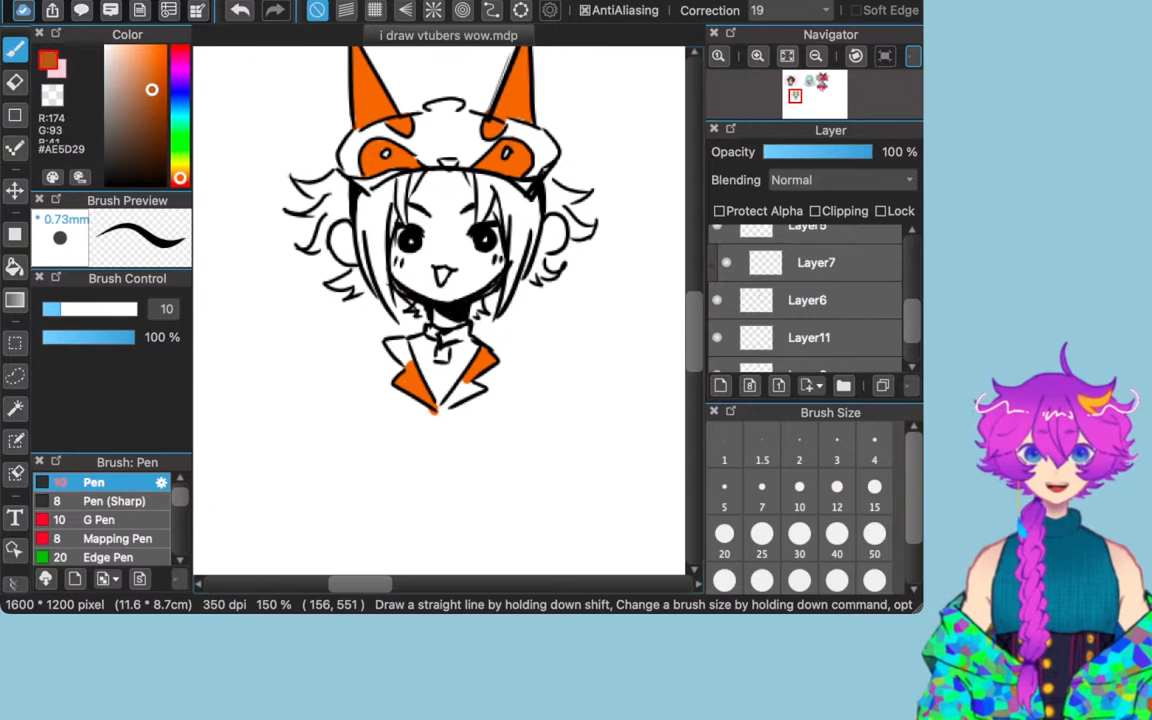 AntiAliasing Correction 19 Soft Edge
Color
i draw vtubers wow.mdp
Navigator
R:174
G:93
B:41
#AE5D29
Layer
Opacity 100 %
Blending Normal
Brush Preview
Protect Alpha Clipping Lock
* 0.73mm
Layer5
Layer7
Brush Control
Layer6
10
100 %
Layer11
Brush Size
Brush: Pen
1 1.5 2 3 4
10 Pen
8 Pen (Sharp)
5 7 10 12 15
10 G Pen
8 Mapping Pen
20 Edge Pen
20 25 30 40 50
T
1600 * 1200 pixel (11.6 * 8.7cm) 350 dpi 150 % ( 156, 551 ) Draw a straight line by holding down shift, Change a brush size by holding down command, opt